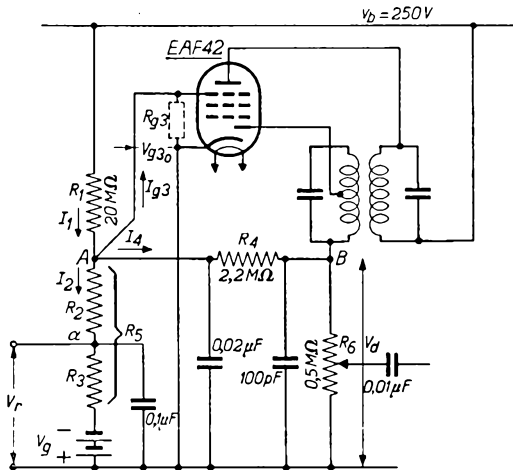 v_b = 250V
EAF42
R_g3
V_g3₀
I_g3
R_1
20MΩ
I_1
A
I_4
R_4
2,2MΩ
B
I_2
R_2
R_5
a
R_3
0,02µF
100pF
0,5MΩ
R_6
V_d
0,01µF
V_r
0,1µF
V_g
−
+